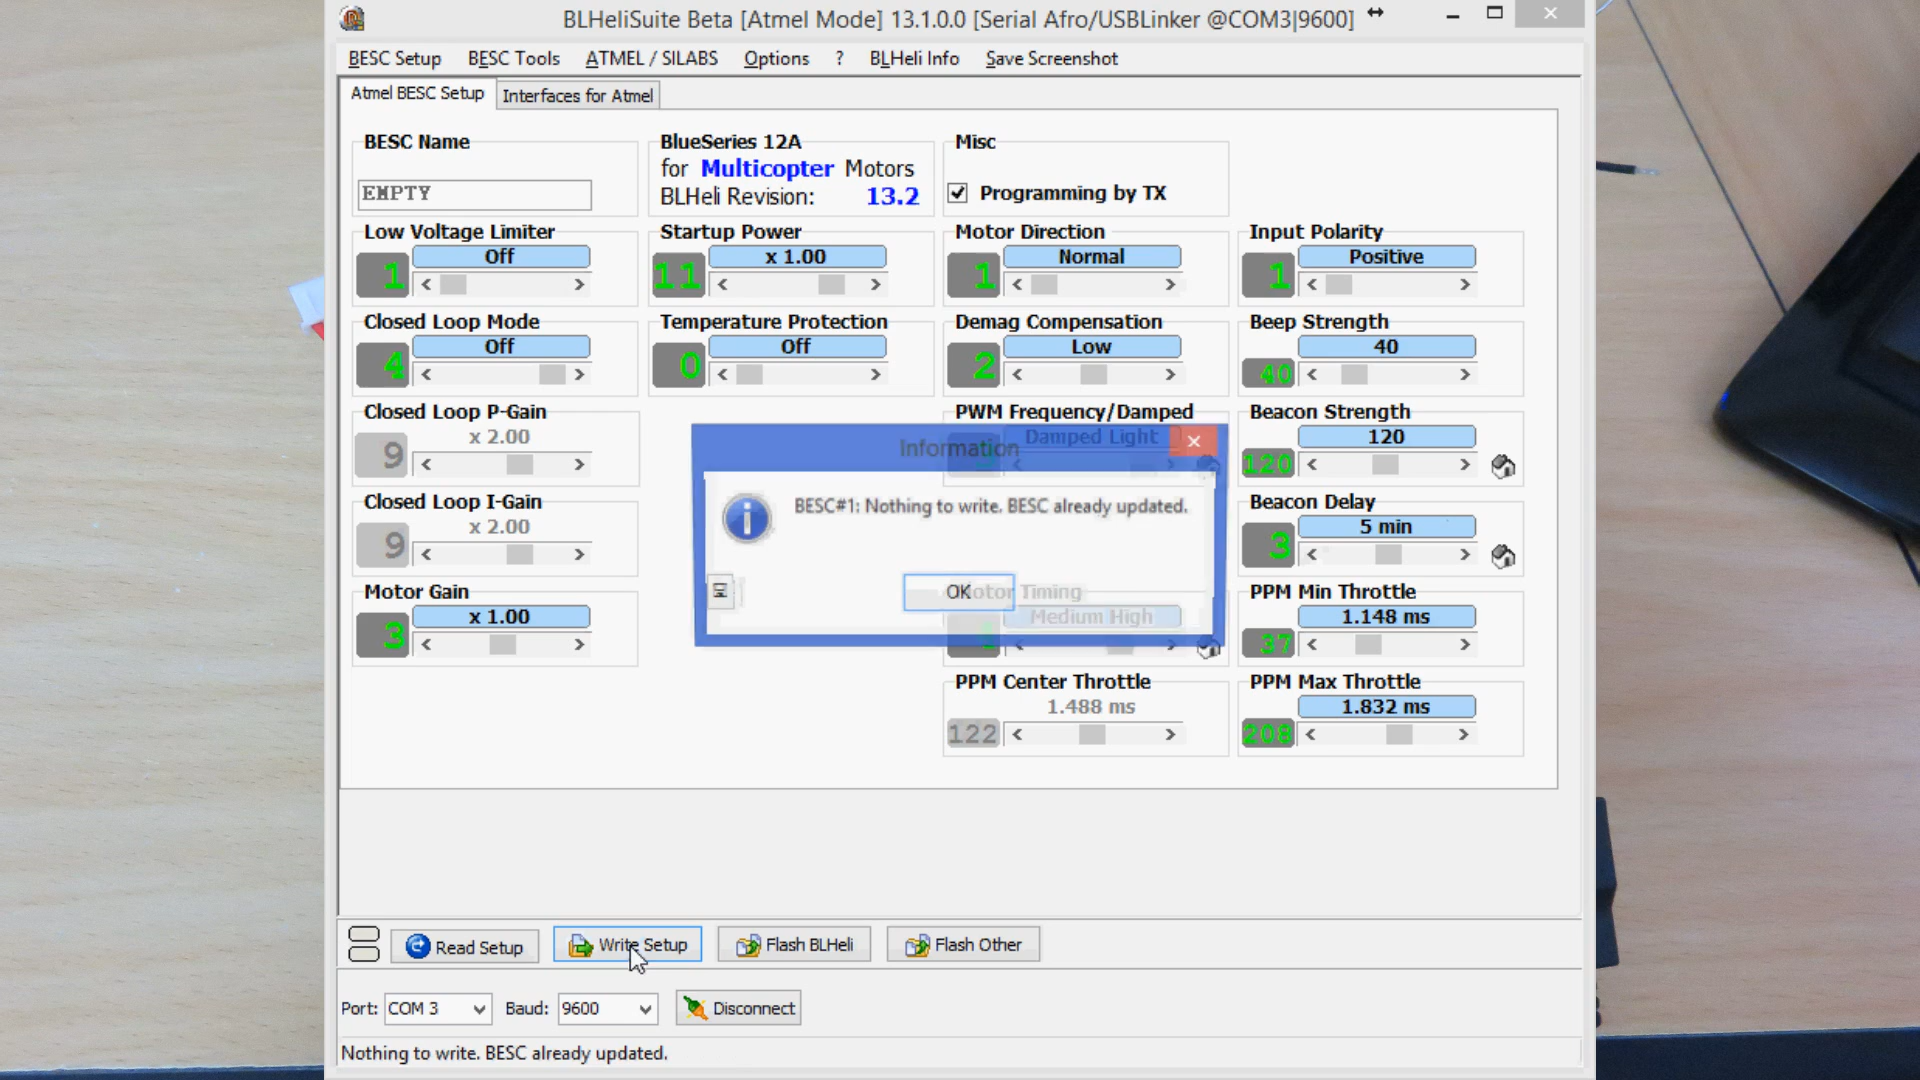 BLHeliSuite Beta [Atmel Mode] 13.1.0.0 [Serial Afro/USBLinker @COM3|9600]
BESC Setup BESC Tools ATMEL / SILABS Options ? BLHeli Info Save Screenshot
Atmel BESC Setup Interfaces for Atmel
BESC Name
EMPTY
BlueSeries 12A
for Multicopter Motors
BLHeli Revision: 13.2
Misc
Programming by TX
Low Voltage Limiter
Off
1
Startup Power
x 1.00
11
Motor Direction
Normal
1
Input Polarity
Positive
1
Closed Loop Mode
Off
4
Temperature Protection
Off
0
Demag Compensation
Low
2
Beep Strength
40
40
Closed Loop P-Gain
x 2.00
9
PWM Frequency/Damped
Damped Light
Beacon Strength
120
120
Information
BESC#1: Nothing to write. BESC already updated.
OK
Closed Loop I-Gain
x 2.00
9
Beacon Delay
5 min
3
Motor Gain
x 1.00
3
Motor Timing
Medium High
PPM Min Throttle
1.148 ms
37
PPM Center Throttle
1.488 ms
122
PPM Max Throttle
1.832 ms
208
Read Setup Write Setup Flash BLHeli Flash Other
Port: COM 3 Baud: 9600 Disconnect
Nothing to write. BESC already updated.